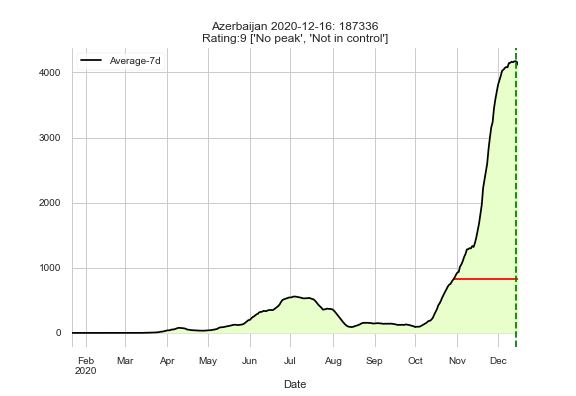 Azerbaijan 2020-12-16: 187336
Rating:9 ['No peak', 'Not in control']
Average-7d
4000
3000
2000
1000
0
Feb Mar Apr May Jun Jul Aug Sep Oct Nov Dec
2020
Date